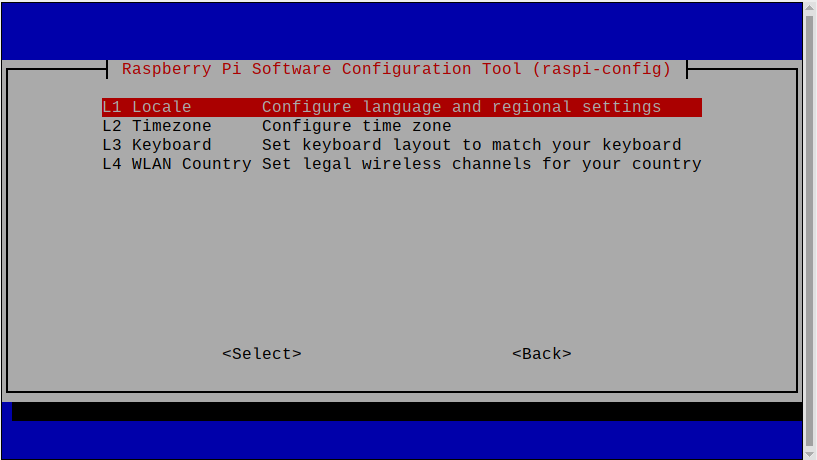 Raspberry Pi Software Configuration Tool (raspi-config)
L1 Locale Configure language and regional settings
L2 Timezone Configure time zone
L3 Keyboard Set keyboard layout to match your keyboard
L4 WLAN Country Set legal wireless channels for your country
<Select> <Back>